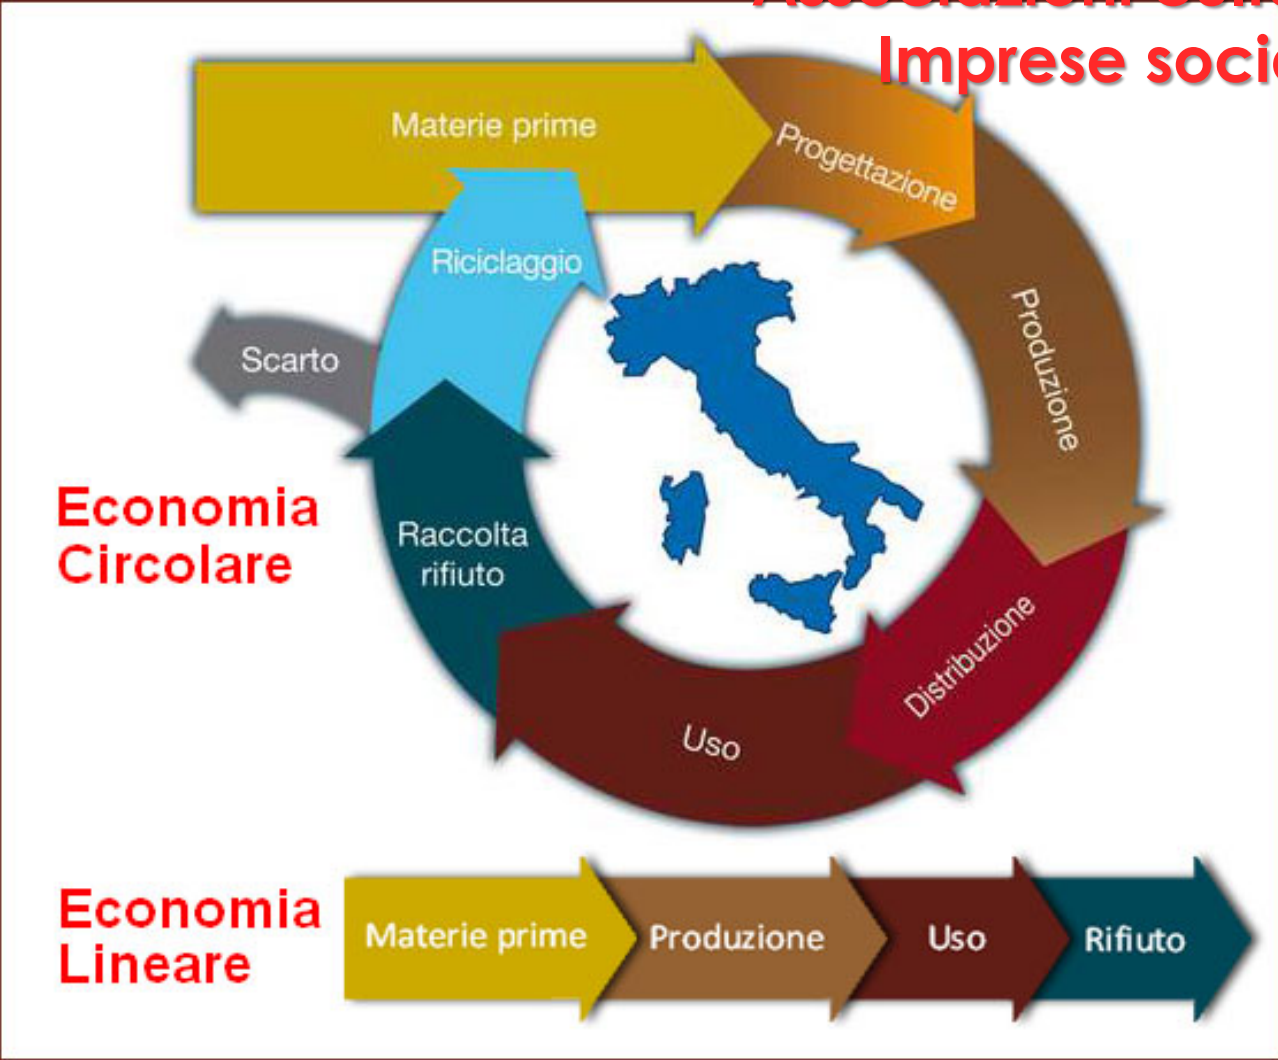 Imprese
Materie prime
Progettazione
Riciclaggio
Produzione
Scarto
Economia
Circolare
Raccolta
rifiuto
Distribuzione
Uso
Economia
Lineare
Materie prime
Produzione
Uso
Rifiuto